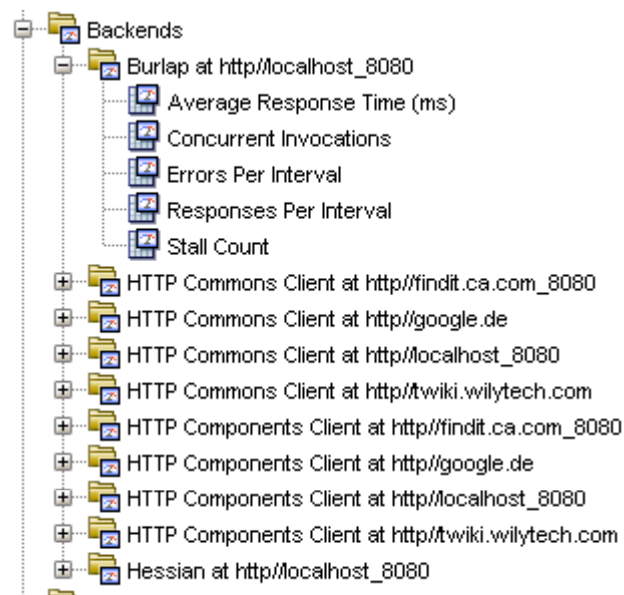 Backends
Burlap at http//localhost_8080
Average Response Time (ms)
Concurrent Invocations
Errors Per Interval
Responses Per Interval
Stall Count
HTTP Commons Client at http//findit.ca.com_8080
HTTP Commons Client at http//google.de
HTTP Commons Client at http//localhost_8080
HTTP Commons Client at http//twiki.wilytech.com
HTTP Components Client at http//findit.ca.com_8080
HTTP Components Client at http//google.de
HTTP Components Client at http//localhost_8080
HTTP Components Client at http//twiki.wilytech.com
Hessian at http//localhost_8080